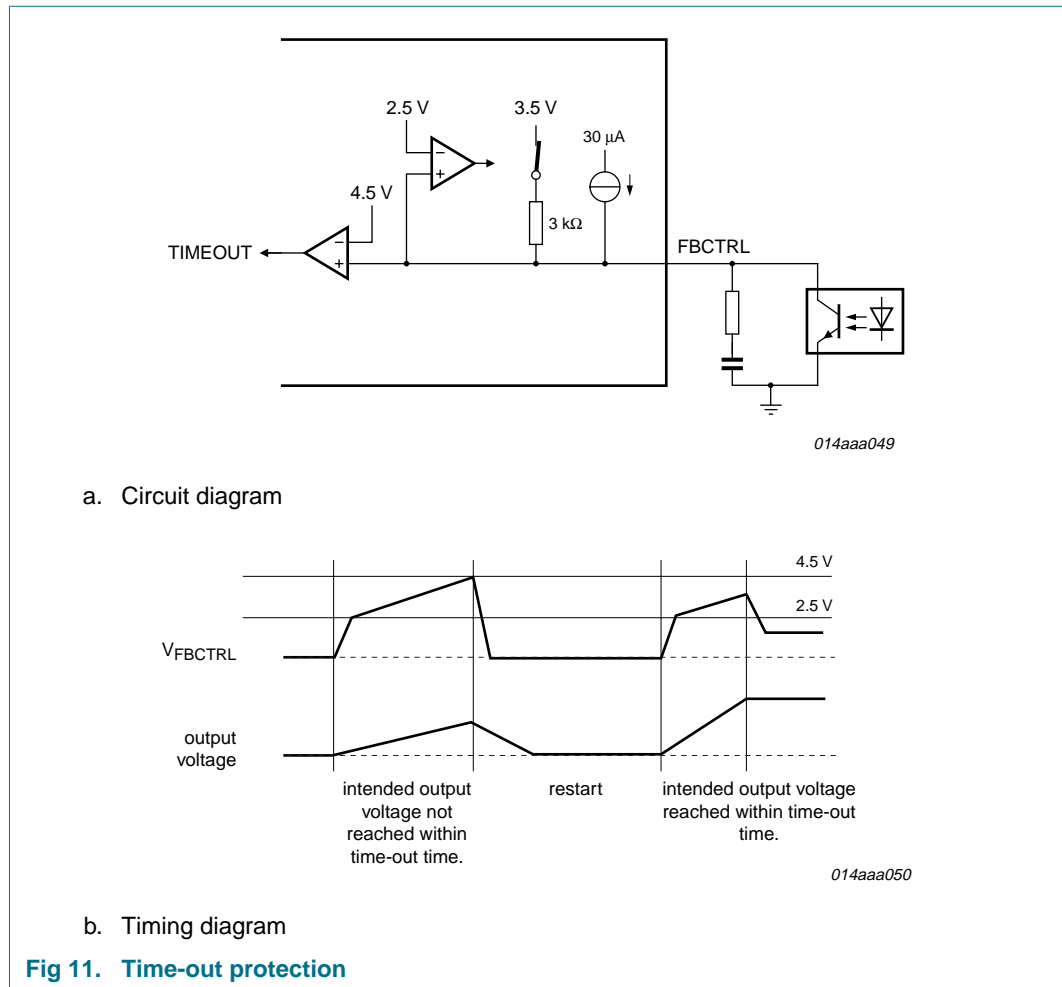 2.5 V
3.5 V
30 μA
4.5 V
3 kΩ
TIMEOUT
FBCTRL
014aaa049
a. Circuit diagram
4.5 V
2.5 V
VFBCTRL
output
voltage
intended output
voltage not
reached within
time-out time.
restart
intended output voltage
reached within time-out
time.
014aaa050
b. Timing diagram
Fig 11. Time-out protection